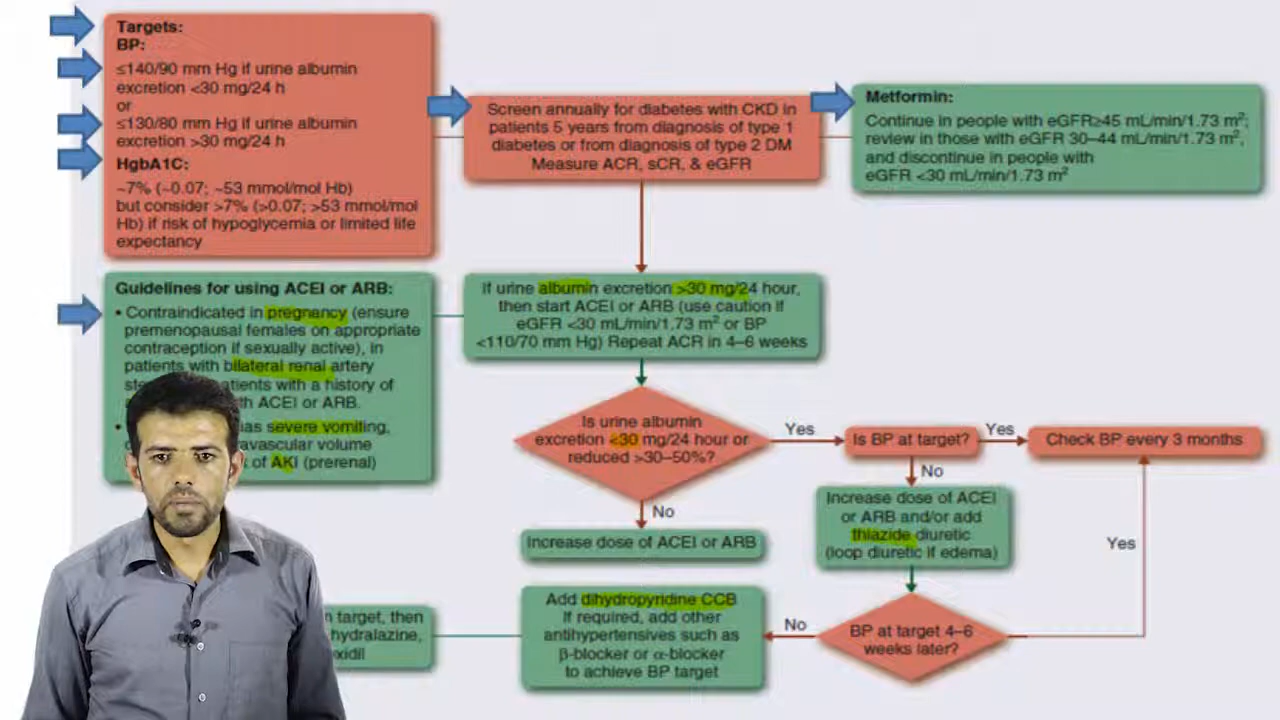 Targets:
BP:
≤140/90 mm Hg if urine albumin
excretion <30 mg/24 h
or
≤130/80 mm Hg if urine albumin
excretion >30 mg/24 h
HgbA1C:
~7% (~0.07; ~53 mmol/mol Hb)
but consider >7% (>0.07; >53 mmol/mol
Hb) if risk of hypoglycemia or limited life
expectancy
Screen annually for diabetes with CKD in
patients 5 years from diagnosis of type 1
diabetes or from diagnosis of type 2 DM
Measure ACR, sCR, & eGFR
Metformin:
Continue in people with eGFR≥45 mL/min/1.73 m²,
review in those with eGFR 30–44 mL/min/1.73 m²,
and discontinue in people with
eGFR <30 mL/min/1.73 m²
Guidelines for using ACEI or ARB:
• Contraindicated in pregnancy (ensure
premenopausal females on appropriate
contraception if sexually active), in
patients with bilateral renal artery
patients with a history of
ACEI or ARB.
severe vomiting,
volume
of AKI (prerenal)
If urine albumin excretion >30 mg/24 hour,
then start ACEI or ARB (use caution if
eGFR <30 mL/min/1.73 m² or BP
<110/70 mm Hg) Repeat ACR in 4–6 weeks
Is urine albumin
excretion <30 mg/24 hour or
reduced >30–50%?
Yes
Is BP at target?
Yes
Check BP every 3 months
No
Increase dose of ACEI or ARB
No
Increase dose of ACEI
or ARB and/or add
thiazide diuretic
(loop diuretic if edema)
Yes
BP at target 4–6
weeks later?
No
Add dihydropyridine CCB
If required, add other
antihypertensives such as
β-blocker or α-blocker
to achieve BP target
target, then
hydralazine,